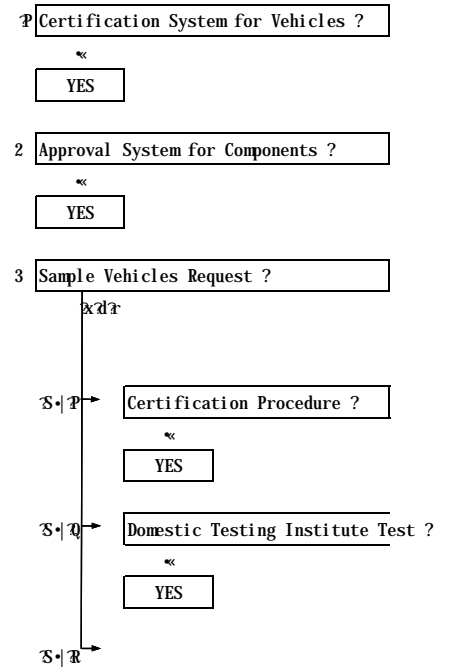 Certification System for Vehicles ?
YES
2 Approval System for Components ?
YES
3 Sample Vehicles Request ?
Certification Procedure ?
YES
Domestic Testing Institute Test ?
YES